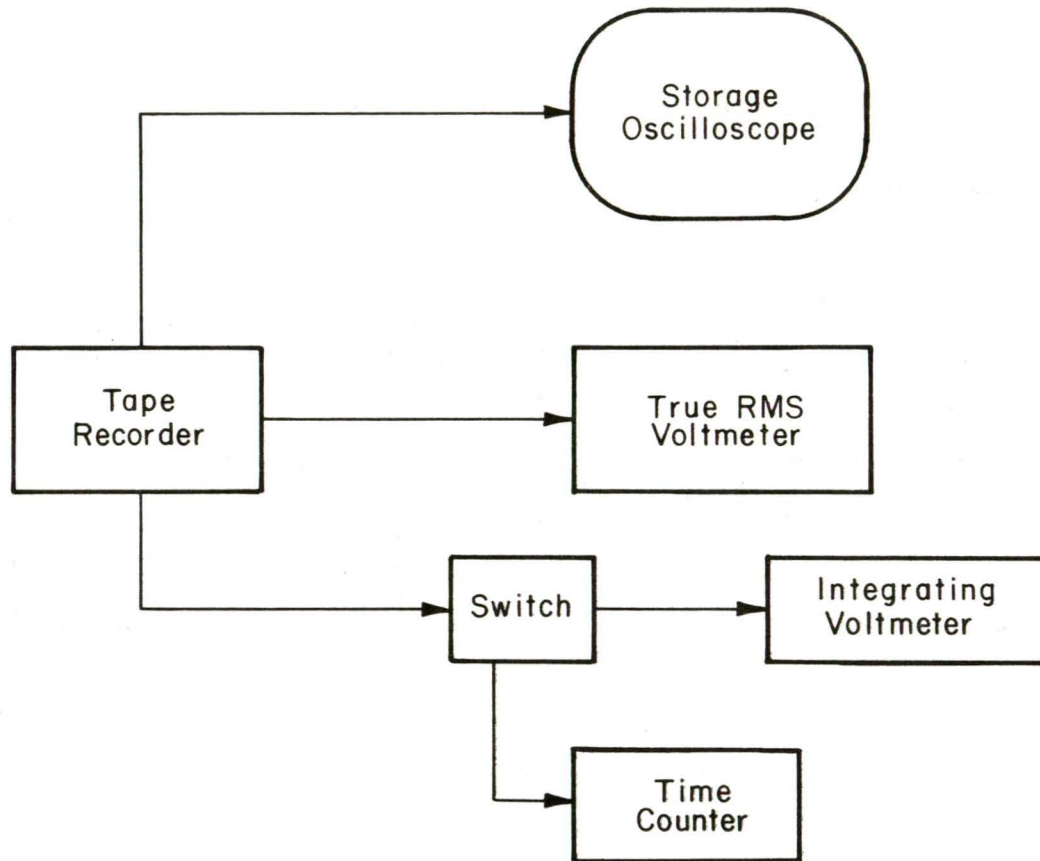 Storage
Oscilloscope
Tape
Recorder
True RMS
Voltmeter
Switch
Integrating
Voltmeter
Time
Counter